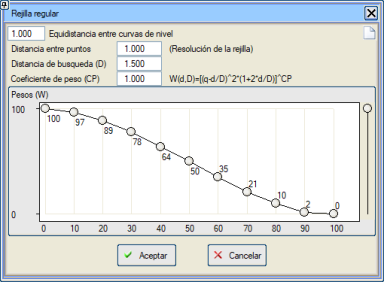 Rejilla regular
1.000 Equidistancia entre curvas de nivel
Distancia entre puntos 1.000 (Resolución de la rejilla)
Distancia de busqueda (D) 1.500
Coeficiente de peso (CP) 1.000 W(d,D)=[(q-d/D)^2*(1+2*d/D)]^CP
Pesos (W)
100
100 97 89 78 64 50 35 21 10 2 0
0
0 10 20 30 40 50 60 70 80 90 100
Aceptar Cancelar